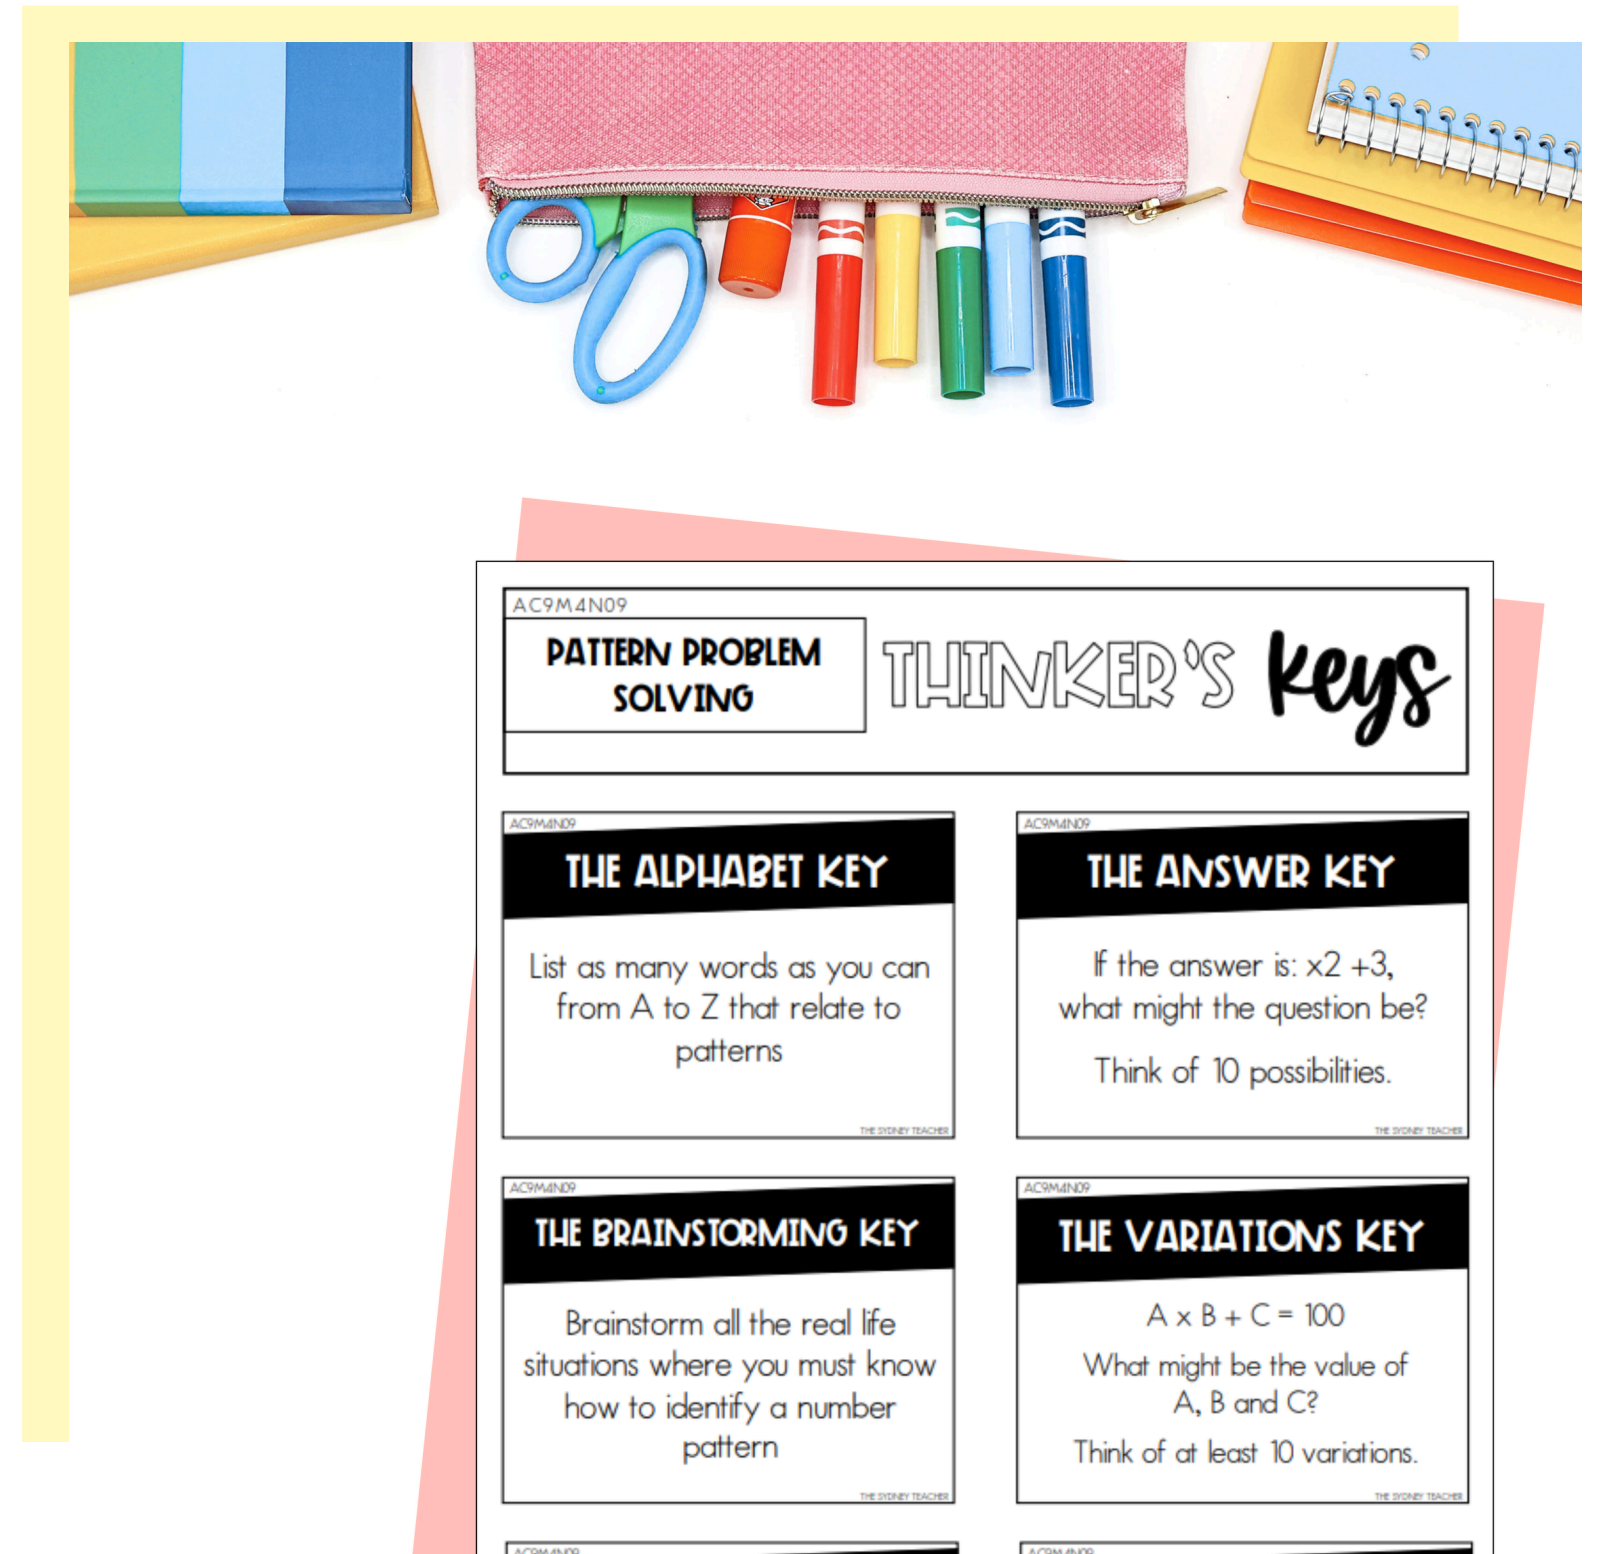 AC9M4N09
PATTERN PROBLEM
SOLVING
THINKER'S keys
AC9M4N09
THE ALPHABET KEY
List as many words as you can
from A to Z that relate to
patterns
THE SYDNEY TEACHER
AC9M4N09
THE ANSWER KEY
If the answer is: x2 +3,
what might the question be?
Think of 10 possibilities.
THE SYDNEY TEACHER
AC9M4N09
THE BRAINSTORMING KEY
Brainstorm all the real life
situations where you must know
how to identify a number
pattern
THE SYDNEY TEACHER
AC9M4N09
THE VARIATIONS KEY
A x B + C = 100
What might be the value of
A, B and C?
Think of at least 10 variations.
THE SYDNEY TEACHER
AC9M4N09
AC9M4N09